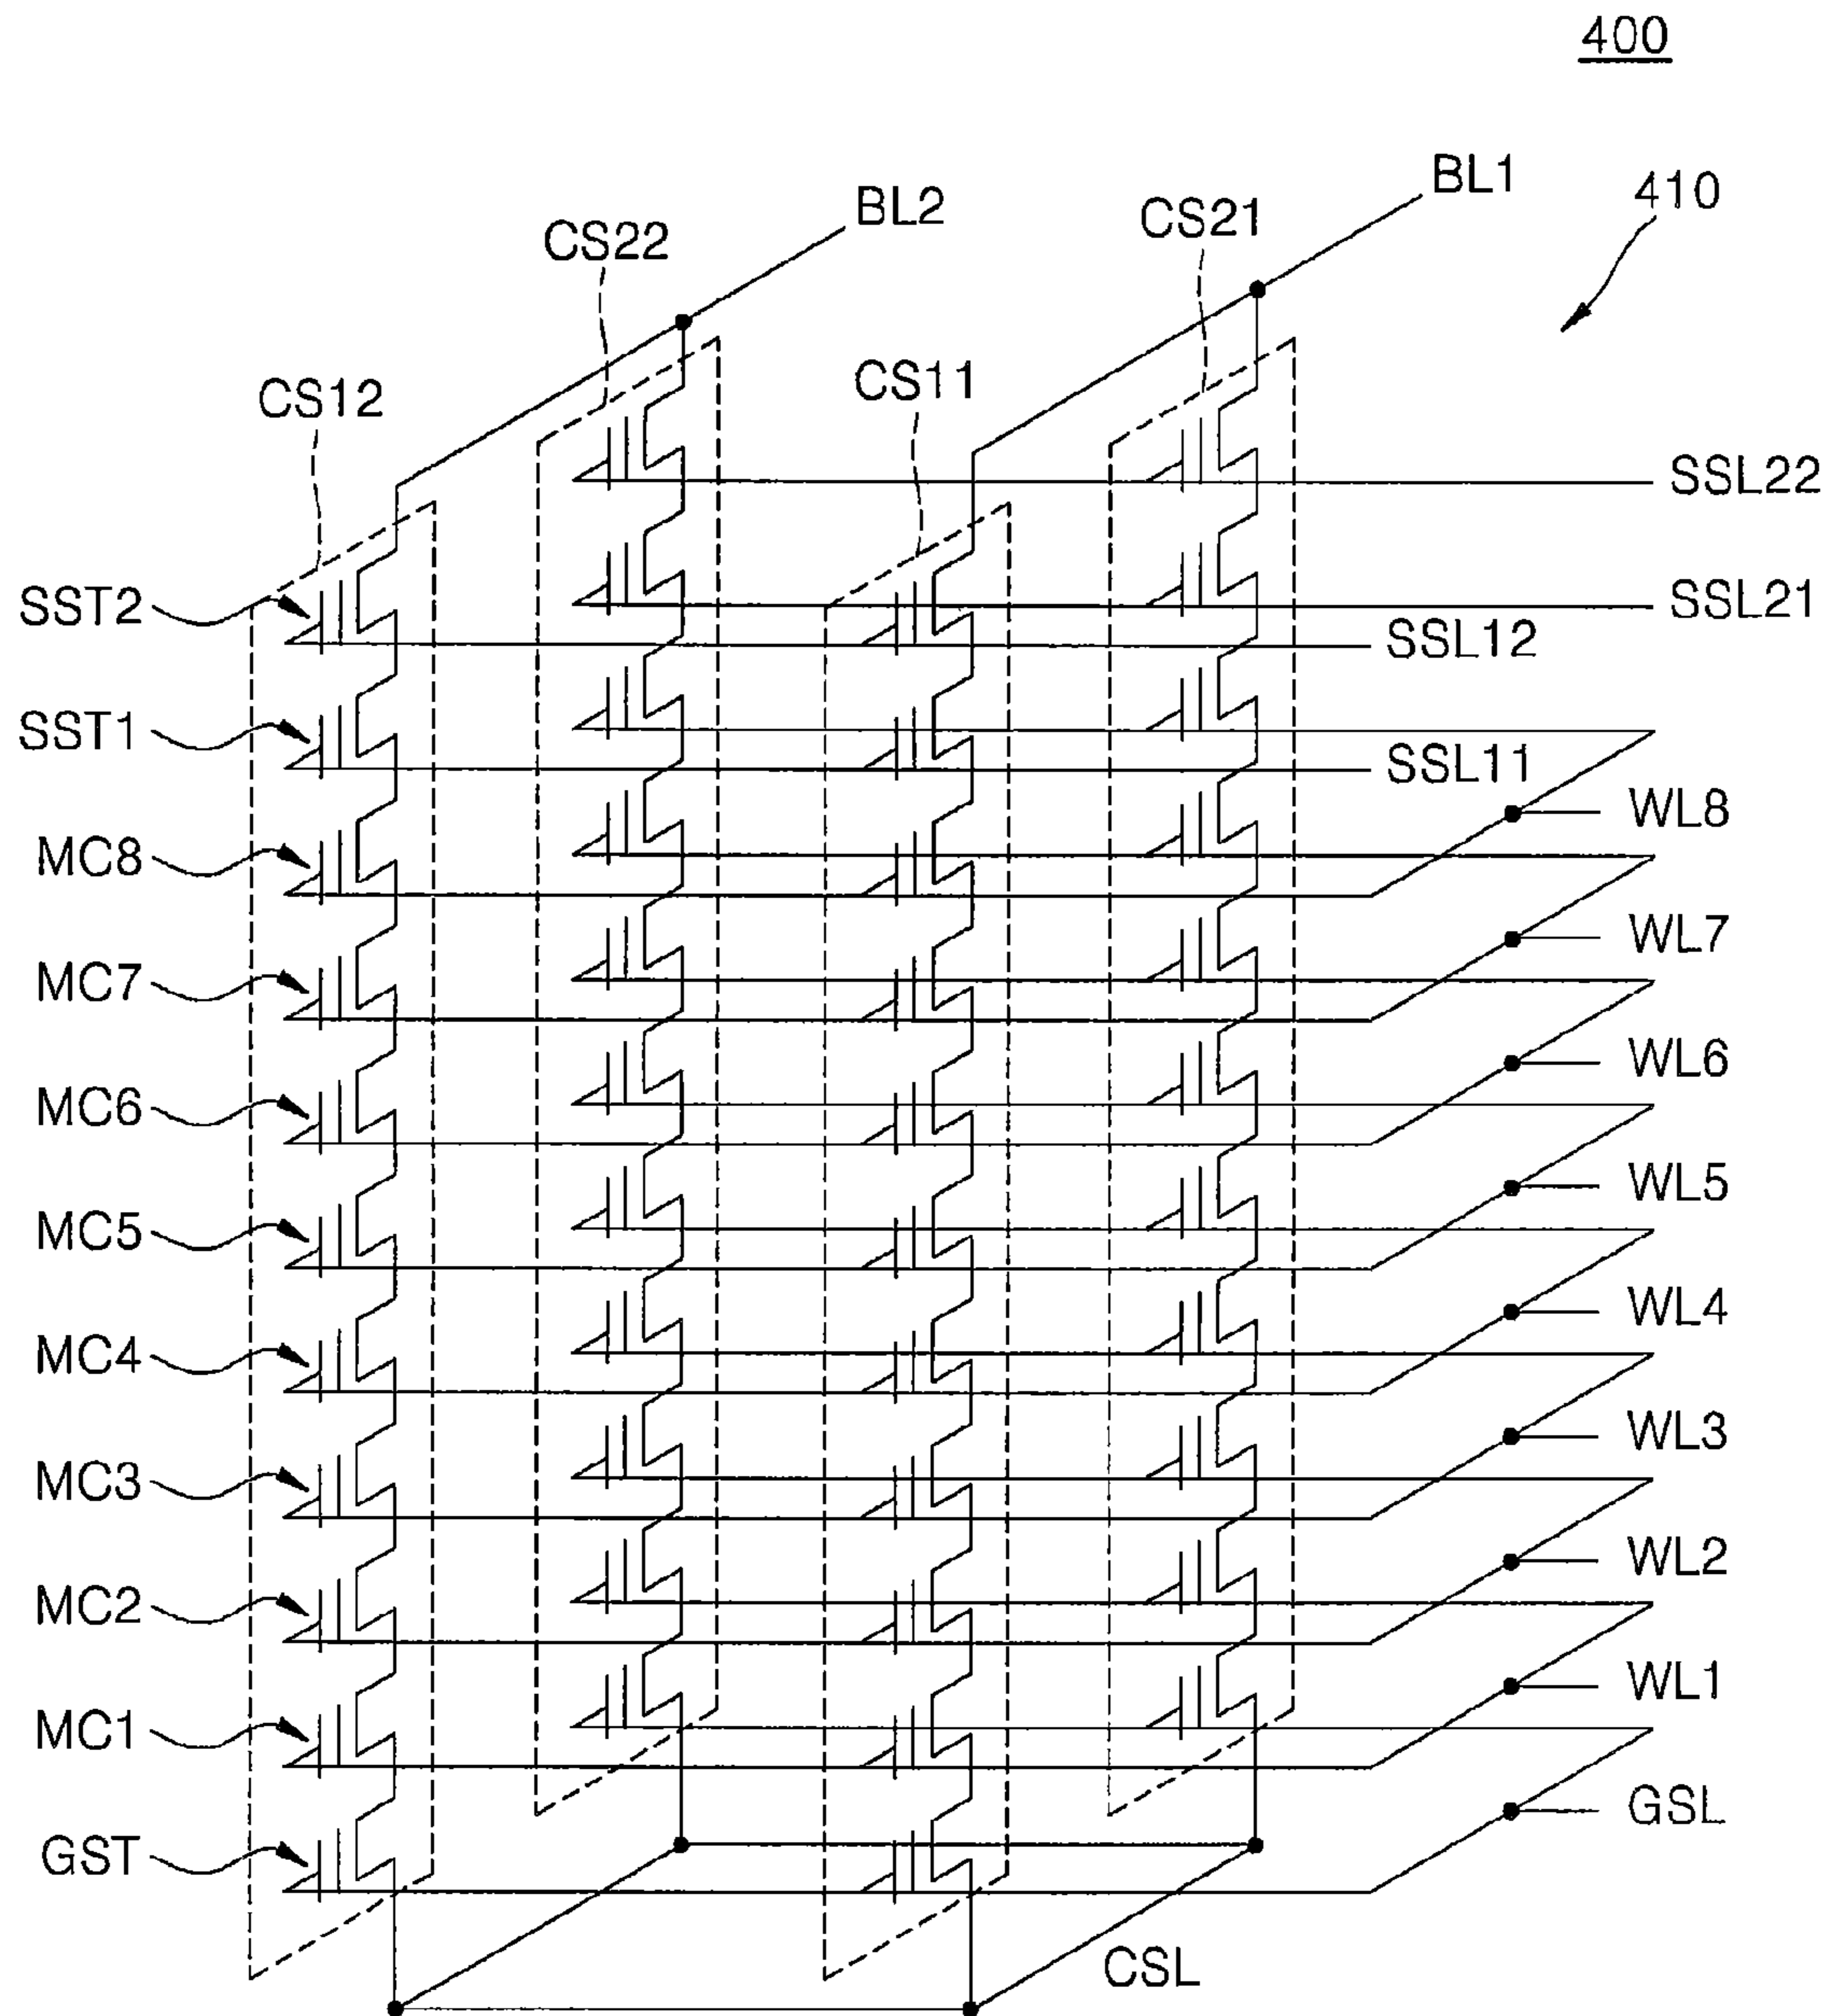 400
BL1
BL2
CS21
410
CS22
CS11
CS12
SSL22
SST2
SSL21
SSL12
SST1
SSL11
WL8
MC8
WL7
MC7
WL6
MC6
WL5
MC5
WL4
MC4
WL3
MC3
WL2
MC2
WL1
MC1
GSL
GST
CSL